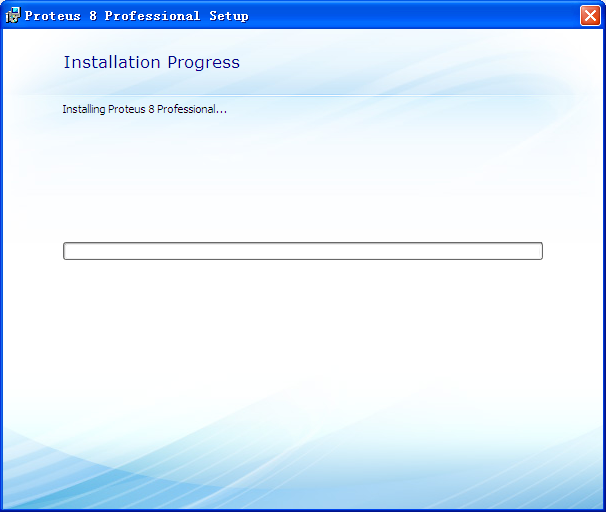 Proteus 8 Professional Setup
Installation Progress
Installing Proteus 8 Professional...